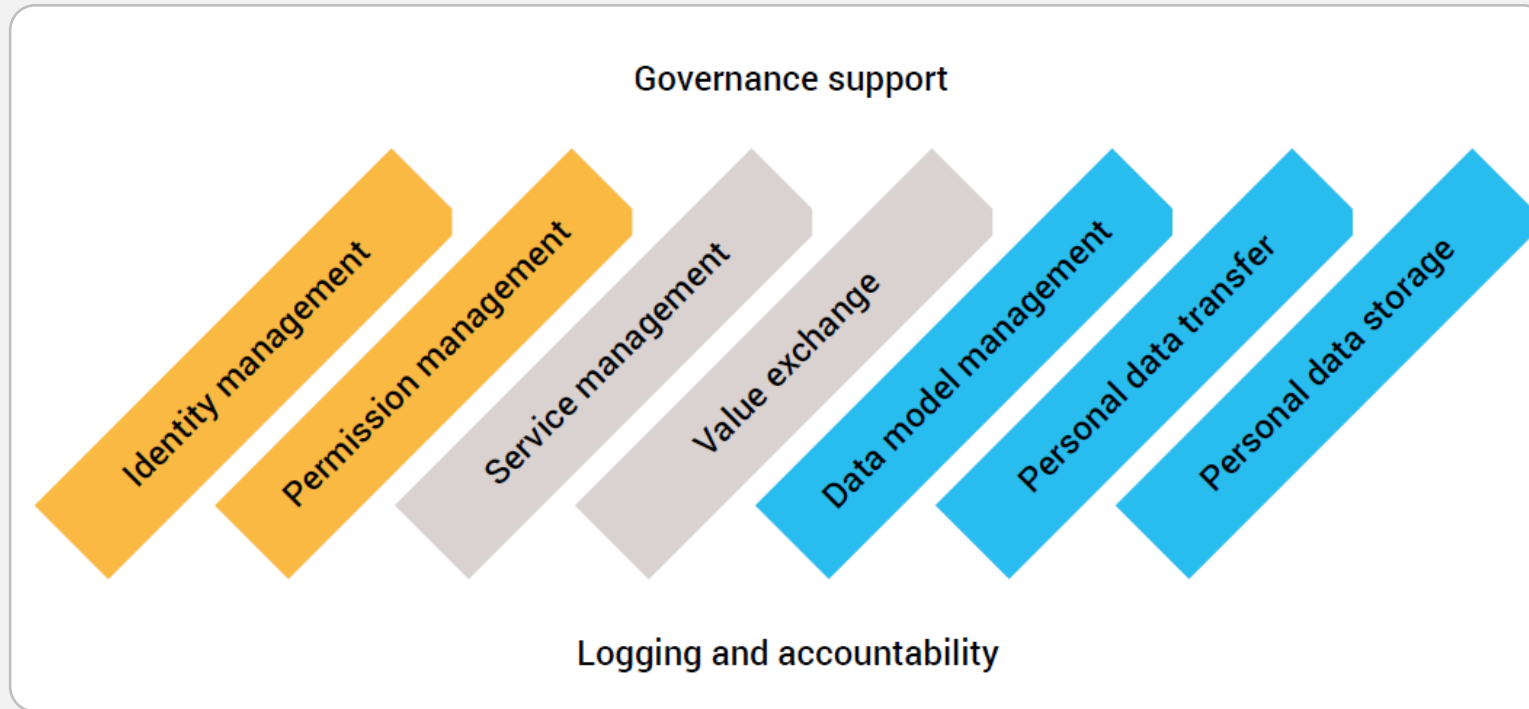 Governance support
Identity management
Permission management
Service management
Value exchange
Data model management
Personal data transfer
Personal data storage
Logging and accountability